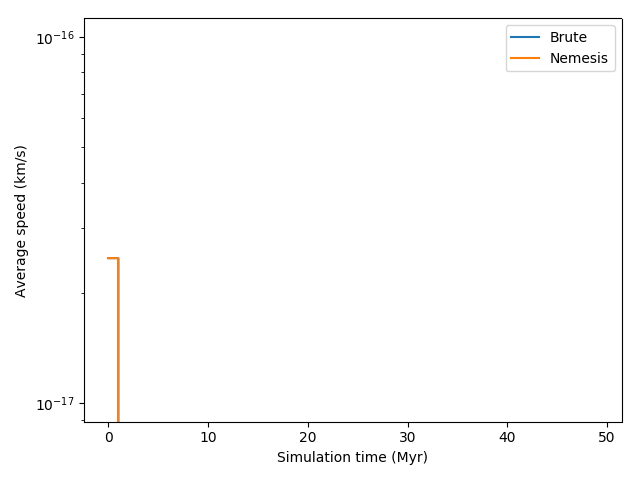 Brute
Nemesis
10⁻¹⁶
10⁻¹⁷
Average speed (km/s)
0 10 20 30 40 50
Simulation time (Myr)